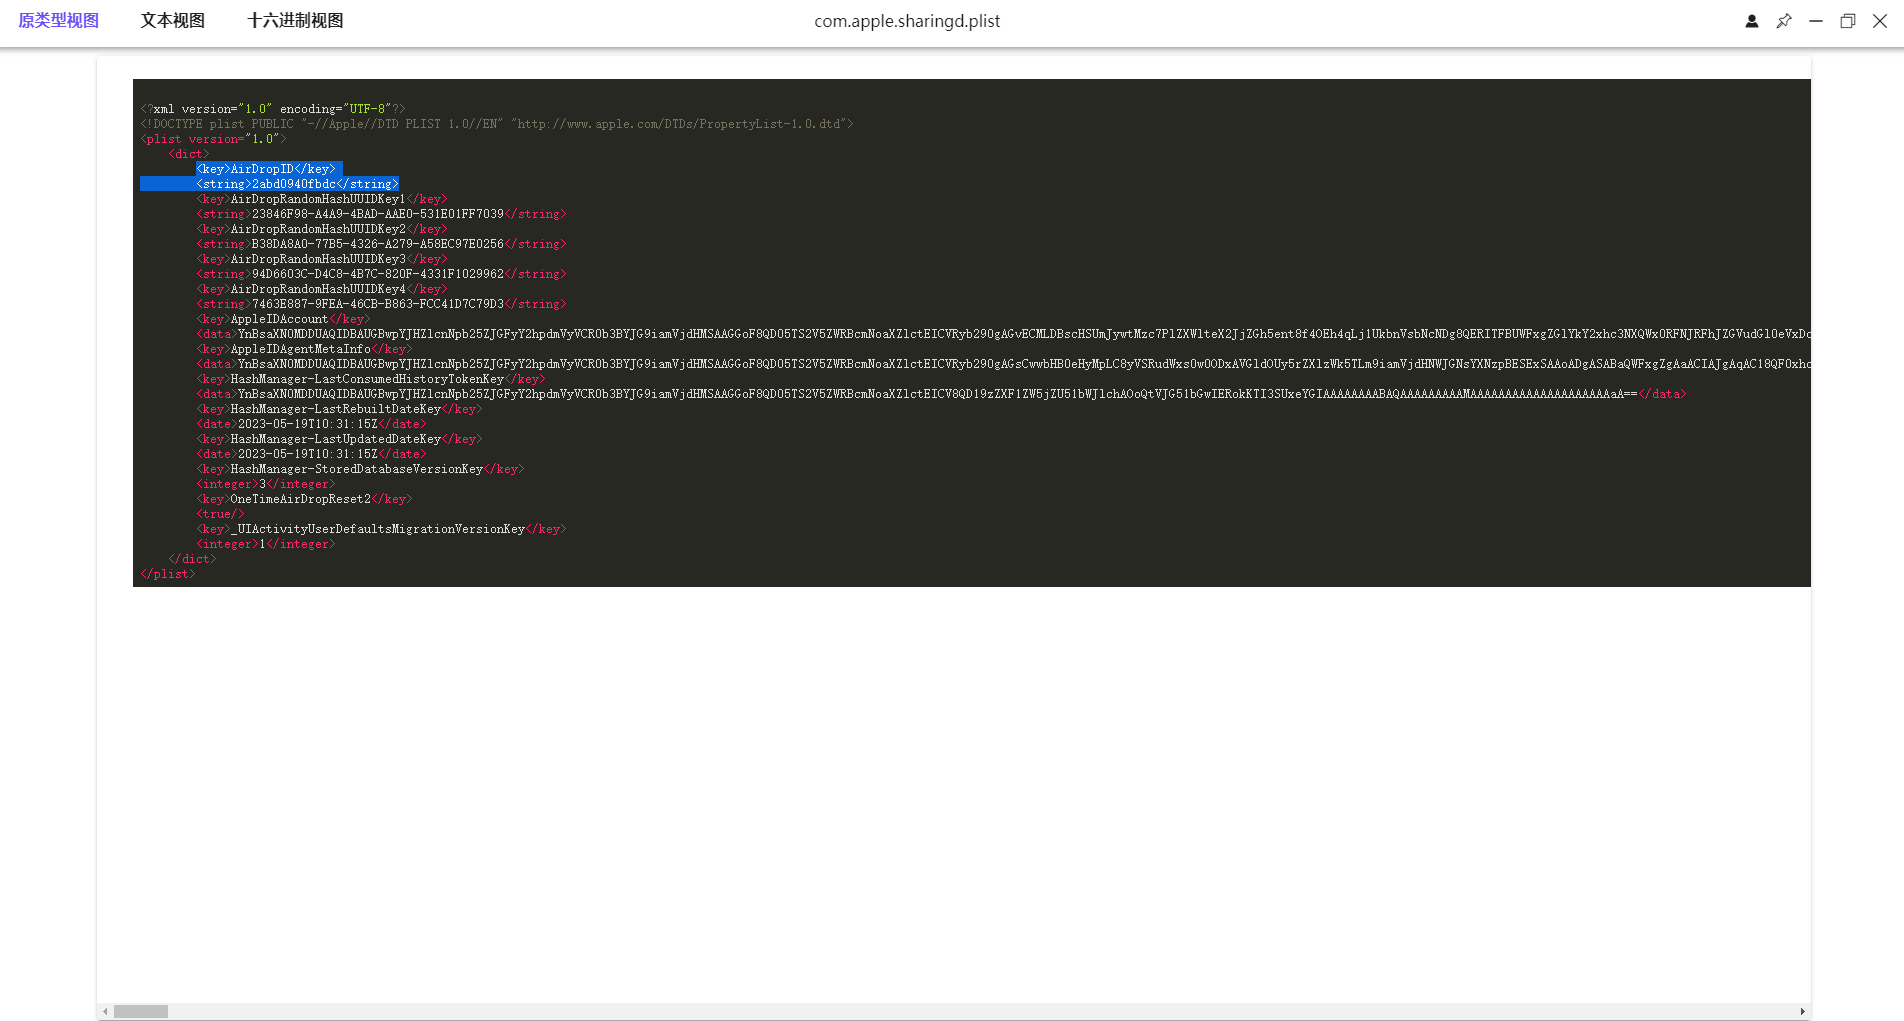 原类型视图 文本视图 十六进制视图 com.apple.sharingd.plist
<?xml version="1.0" encoding="UTF-8"?>
<!DOCTYPE plist PUBLIC "-//Apple//DTD PLIST 1.0//EN" "http://www.apple.com/DTDs/PropertyList-1.0.dtd">
<plist version="1.0">
<dict>
<key>AirDropID</key>
<string>2abd0940fbdc</string>
<key>AirDropRandomHashUUIDKey1</key>
<string>23846F98-A4A9-4BAD-AAE0-531E01FF7039</string>
<key>AirDropRandomHashUUIDKey2</key>
<string>B38DA8A0-77B5-4326-A279-A58EC97E0256</string>
<key>AirDropRandomHashUUIDKey3</key>
<string>94D6603C-D4C8-4B7C-820F-4331F1029962</string>
<key>AirDropRandomHashUUIDKey4</key>
<string>7463E887-9FEA-46CB-B863-FCC41D7C79D3</string>
<key>AppleIDAccount</key>
<data>
<key>AppleIDAgentMetaInfo</key>
<data>
<key>HashManager-LastConsumedHistoryTokenKey</key>
<data></data>
<key>HashManager-LastRebuiltDateKey</key>
<date>2023-05-19T10:31:15Z</date>
<key>HashManager-LastUpdatedDateKey</key>
<date>2023-05-19T10:31:15Z</date>
<key>HashManager-StoredDatabaseVersionKey</key>
<integer>3</integer>
<key>OneTimeAirDropReset2</key>
<true/>
<key>_UIActivityUserDefaultsMigrationVersionKey</key>
<integer>1</integer>
</dict>
</plist>